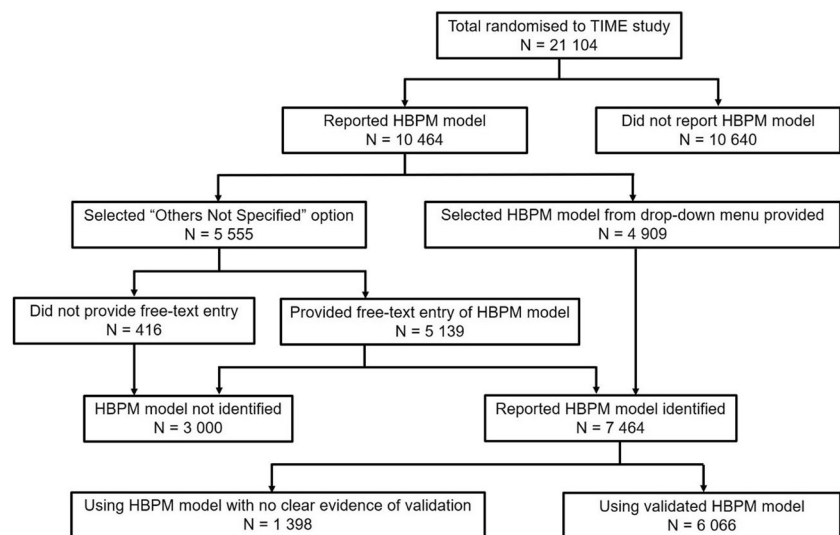 Total randomised to TIME study
N = 21 104
Reported HBPM model
N = 10 464
Did not report HBPM model
N = 10 640
Selected “Others Not Specified” option
N = 5 555
Selected HBPM model from drop-down menu provided
N = 4 909
Did not provide free-text entry
N = 416
Provided free-text entry of HBPM model
N = 5 139
HBPM model not identified
N = 3 000
Reported HBPM model identified
N = 7 464
Using HBPM model with no clear evidence of validation
N = 1 398
Using validated HBPM model
N = 6 066